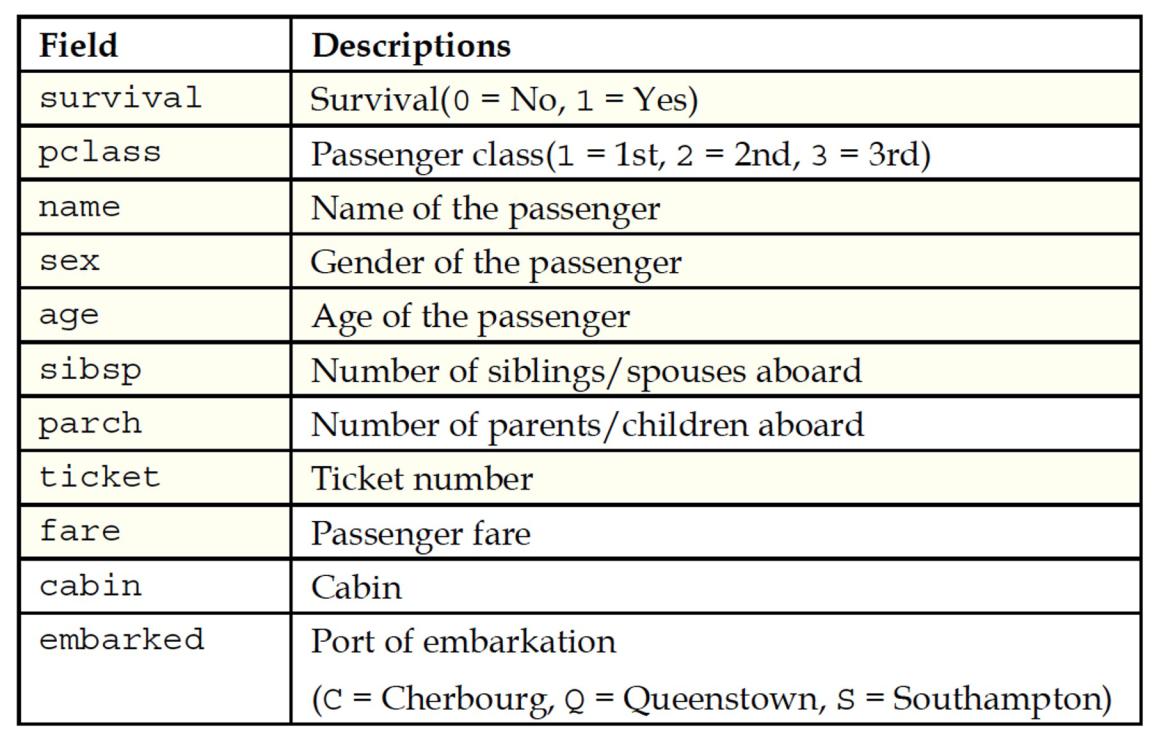 Field Descriptions
survival Survival(0 = No, 1 = Yes)
pclass Passenger class(1 = 1st, 2 = 2nd, 3 = 3rd)
name Name of the passenger
sex Gender of the passenger
age Age of the passenger
sibsp Number of siblings/spouses aboard
parch Number of parents/children aboard
ticket Ticket number
fare Passenger fare
cabin Cabin
embarked Port of embarkation
(C = Cherbourg, Q = Queenstown, S = Southampton)